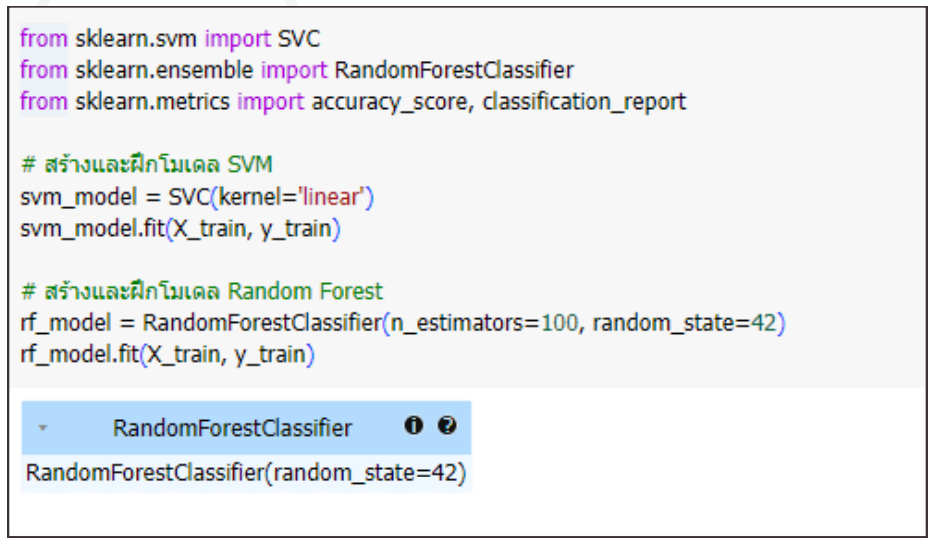 from sklearn.svm import SVC
from sklearn.ensemble import RandomForestClassifier
from sklearn.metrics import accuracy_score, classification_report
# สร้างและฝึกโมเดล SVM
svm_model = SVC(kernel='linear')
svm_model.fit(X_train, y_train)
# สร้างและฝึกโมเดล Random Forest
rf_model = RandomForestClassifier(n_estimators=100, random_state=42)
rf_model.fit(X_train, y_train)
RandomForestClassifier i ?
RandomForestClassifier(random_state=42)